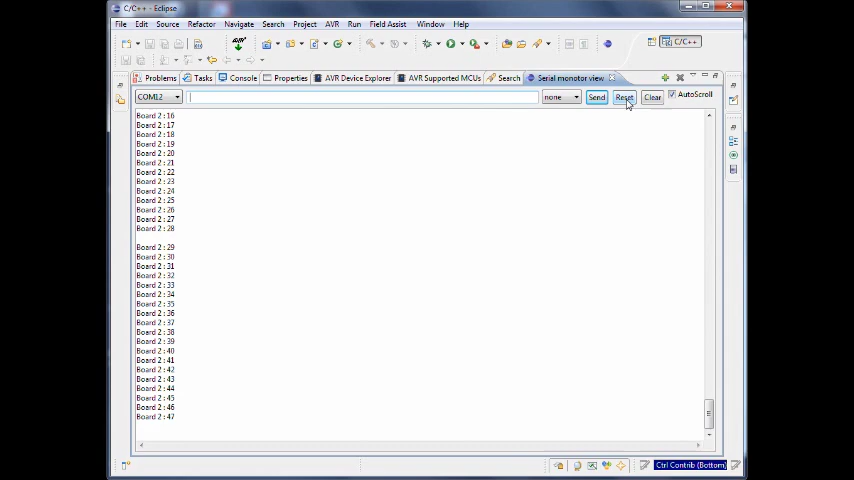 C/C++ - Eclipse
File Edit Source Refactor Navigate Search Project AVR Run Field Assist Window Help
C/C++
Problems Tasks Console Properties AVR Device Explorer AVR Supported MCUs Search Serial monotor view
COM12 none Send Reset Clear AutoScroll
Board 2 : 16
Board 2 : 17
Board 2 : 18
Board 2 : 19
Board 2 : 20
Board 2 : 21
Board 2 : 22
Board 2 : 23
Board 2 : 24
Board 2 : 25
Board 2 : 26
Board 2 : 27
Board 2 : 28
Board 2 : 29
Board 2 : 30
Board 2 : 31
Board 2 : 32
Board 2 : 33
Board 2 : 34
Board 2 : 35
Board 2 : 36
Board 2 : 37
Board 2 : 38
Board 2 : 39
Board 2 : 40
Board 2 : 41
Board 2 : 42
Board 2 : 43
Board 2 : 44
Board 2 : 45
Board 2 : 46
Board 2 : 47
Ctrl Contrib (Bottom)